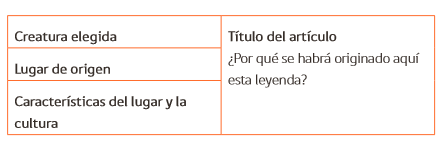 Creatura elegida
Lugar de origen
Características del lugar y la
cultura
Título del artículo
¿Por qué se habrá originado aquí
esta leyenda?